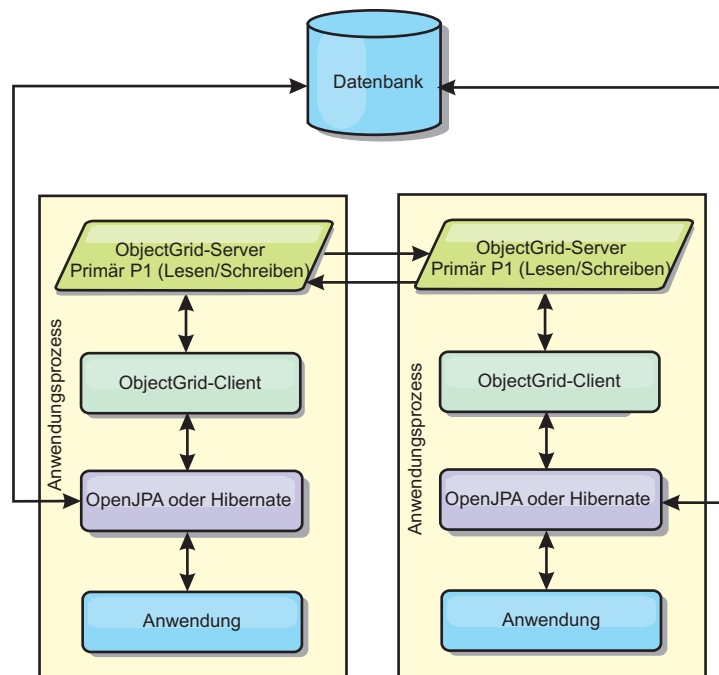 Datenbank
ObjectGrid-Server
Primär P1 (Lesen/Schreiben)
ObjectGrid-Client
Anwendungsprozess
OpenJPA oder Hibernate
Anwendung
ObjectGrid-Server
Primär P1 (Lesen/Schreiben)
ObjectGrid-Client
Anwendungsprozess
OpenJPA oder Hibernate
Anwendung